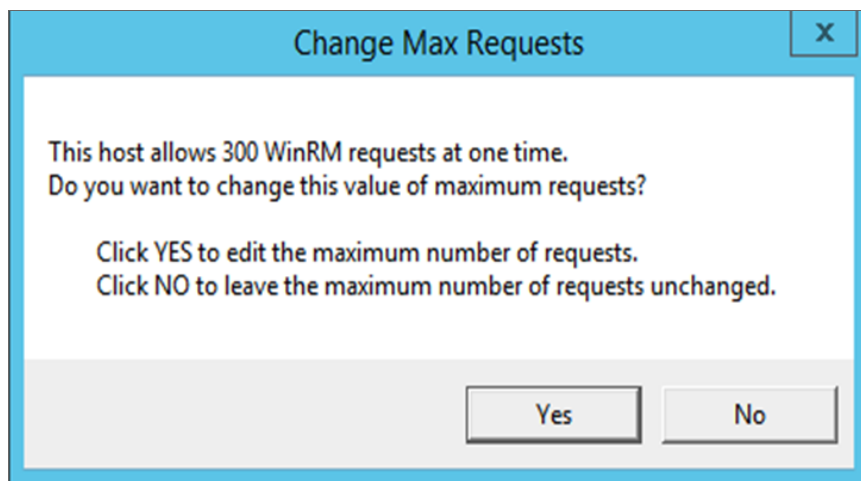 Change Max Requests
x
This host allows 300 WinRM requests at one time.
Do you want to change this value of maximum requests?
Click YES to edit the maximum number of requests.
Click NO to leave the maximum number of requests unchanged.
Yes No